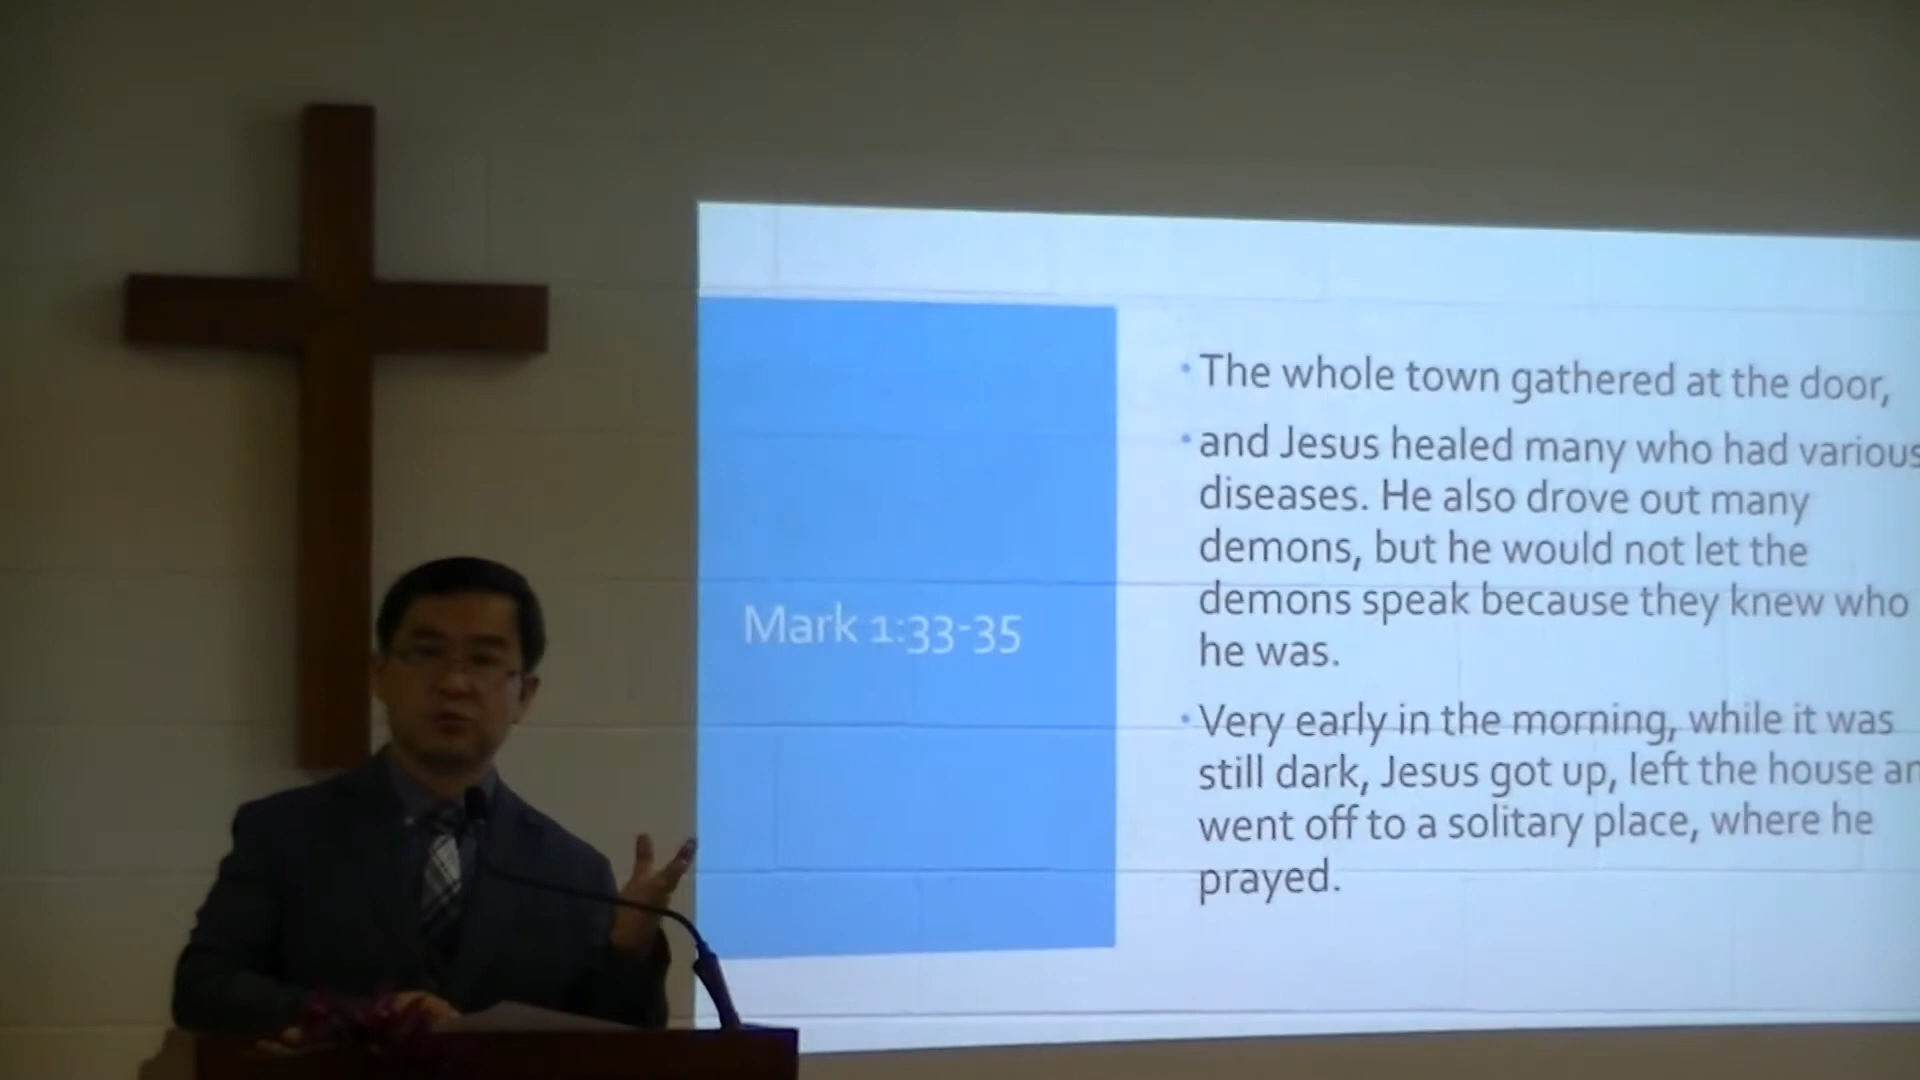 Mark 1:33-35
The whole town gathered at the door,
and Jesus healed many who had various
diseases. He also drove out many
demons, but he would not let the
demons speak because they knew who
he was.
Very early in the morning, while it was
still dark, Jesus got up, left the house
went off to a solitary place, where he
prayed.